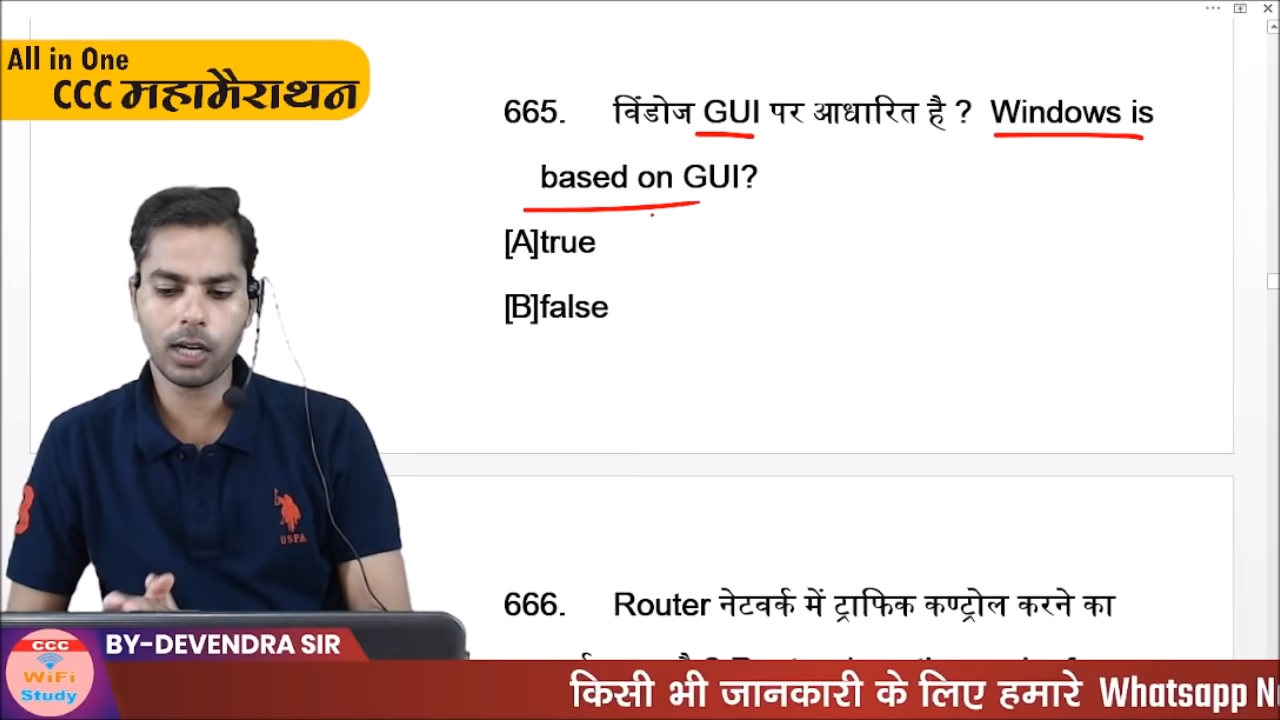 All in One
CCC महामैराथन
665. विंडोज GUI पर आधारित है ? Windows is
based on GUI?
[A]true
[B]false
USPA
3
666. Router नेटवर्क में ट्राफिक कण्ट्रोल करने का
BY-DEVENDRA SIR
CCC
WiFi
Study
किसी भी जानकारी के लिए हमारे Whatsapp N